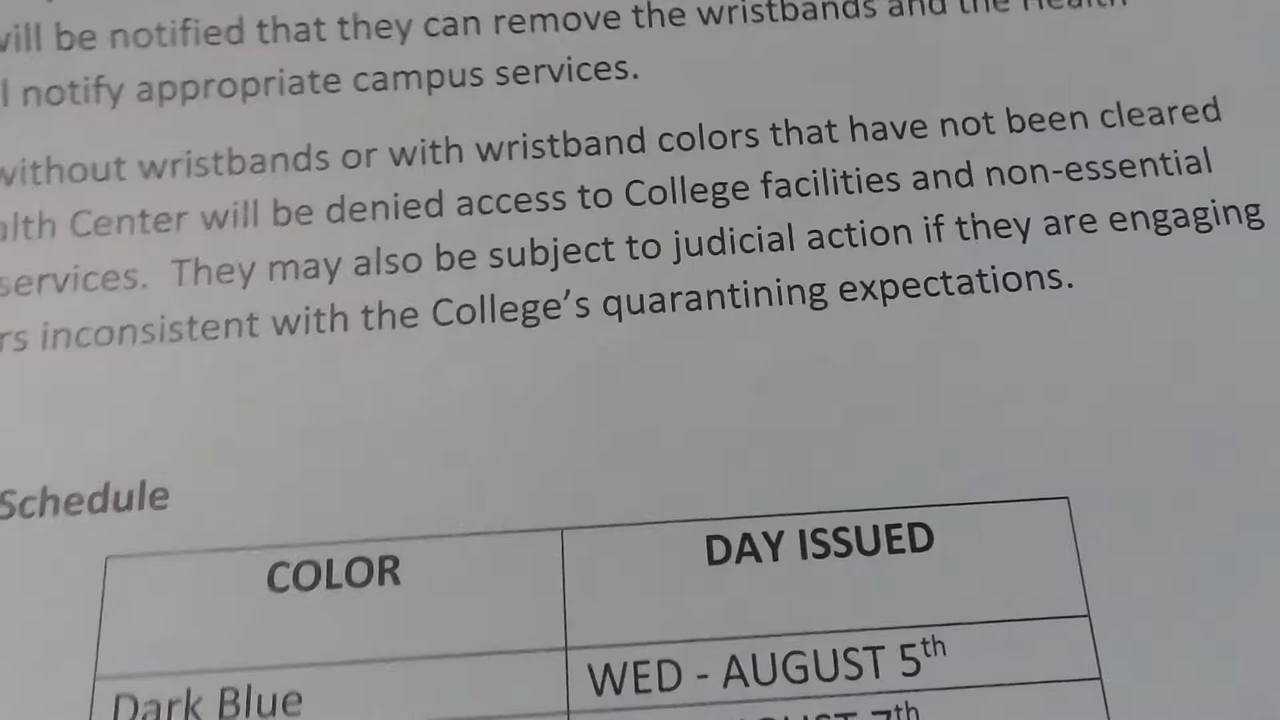 will be notified that they can remove the wristbands and the Health
notify appropriate campus services.
without wristbands or with wristband colors that have not been cleared
Center will be denied access to College facilities and non-essential
services. They may also be subject to judicial action if they are engaging
inconsistent with the College's quarantining expectations.
Schedule
COLOR DAY ISSUED
Dark Blue WED - AUGUST 5th
7th